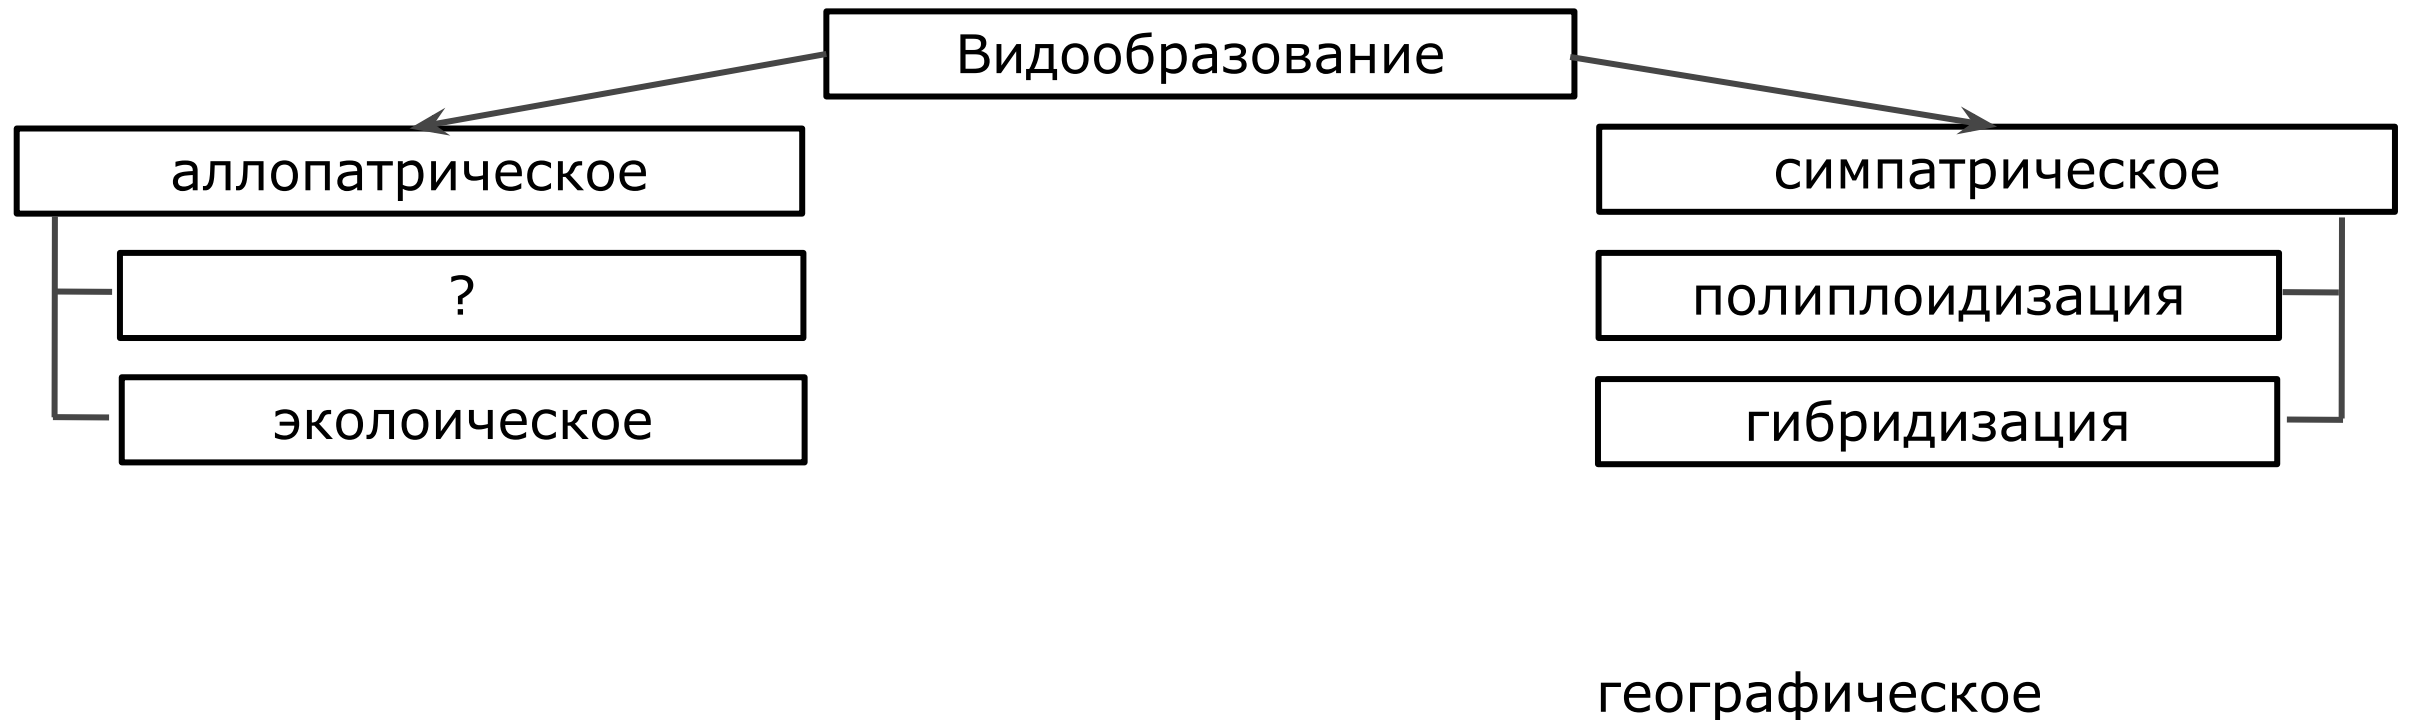 Видообразование
аллопатрическое
симпатрическое
?
полиплоидизация
эколоическое
гибридизация
географическое